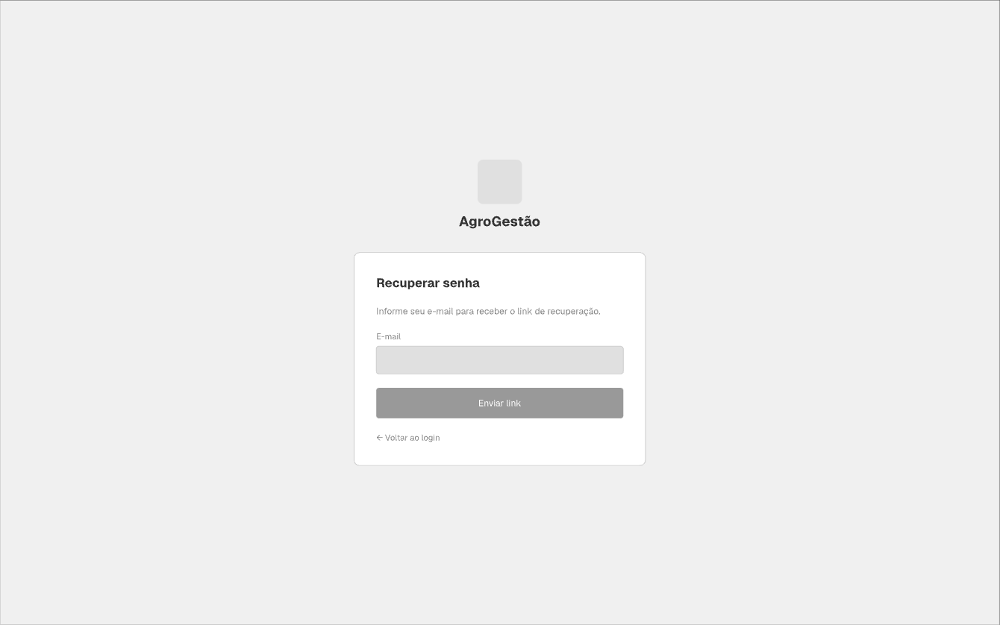 AgroGestão
Recuperar senha
Informe seu e-mail para receber o link de recuperação.
E-mail
Enviar link
← Voltar ao login